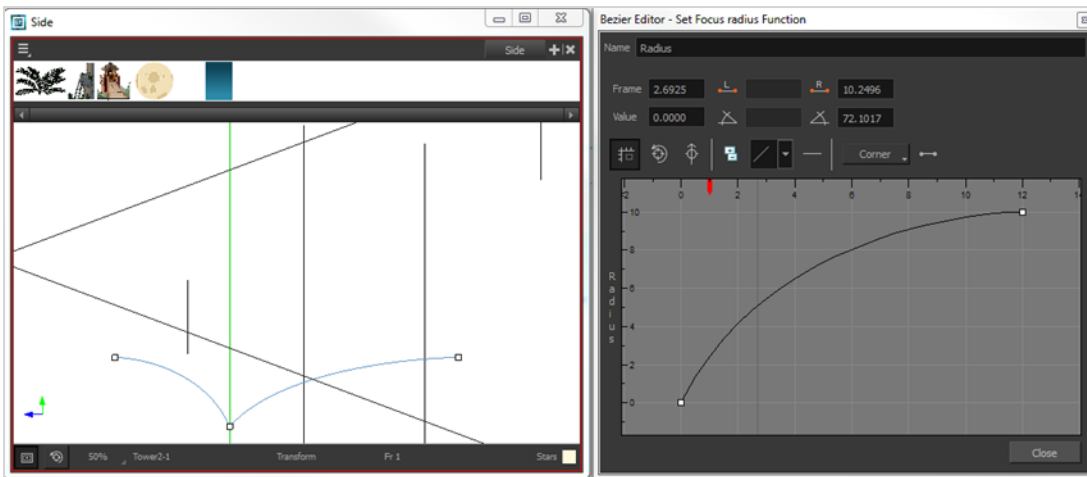 Side
Side
50% Tower2-1 Transform Fr 1 Stars
Bezier Editor - Set Focus radius Function
Name Radius
Frame 2.6925 L R 10.2496
Value 0.0000 72.1017
Corner
-2 0 2 4 6 8 10 12 14
10
8
6
4
2
0
Radius
Close